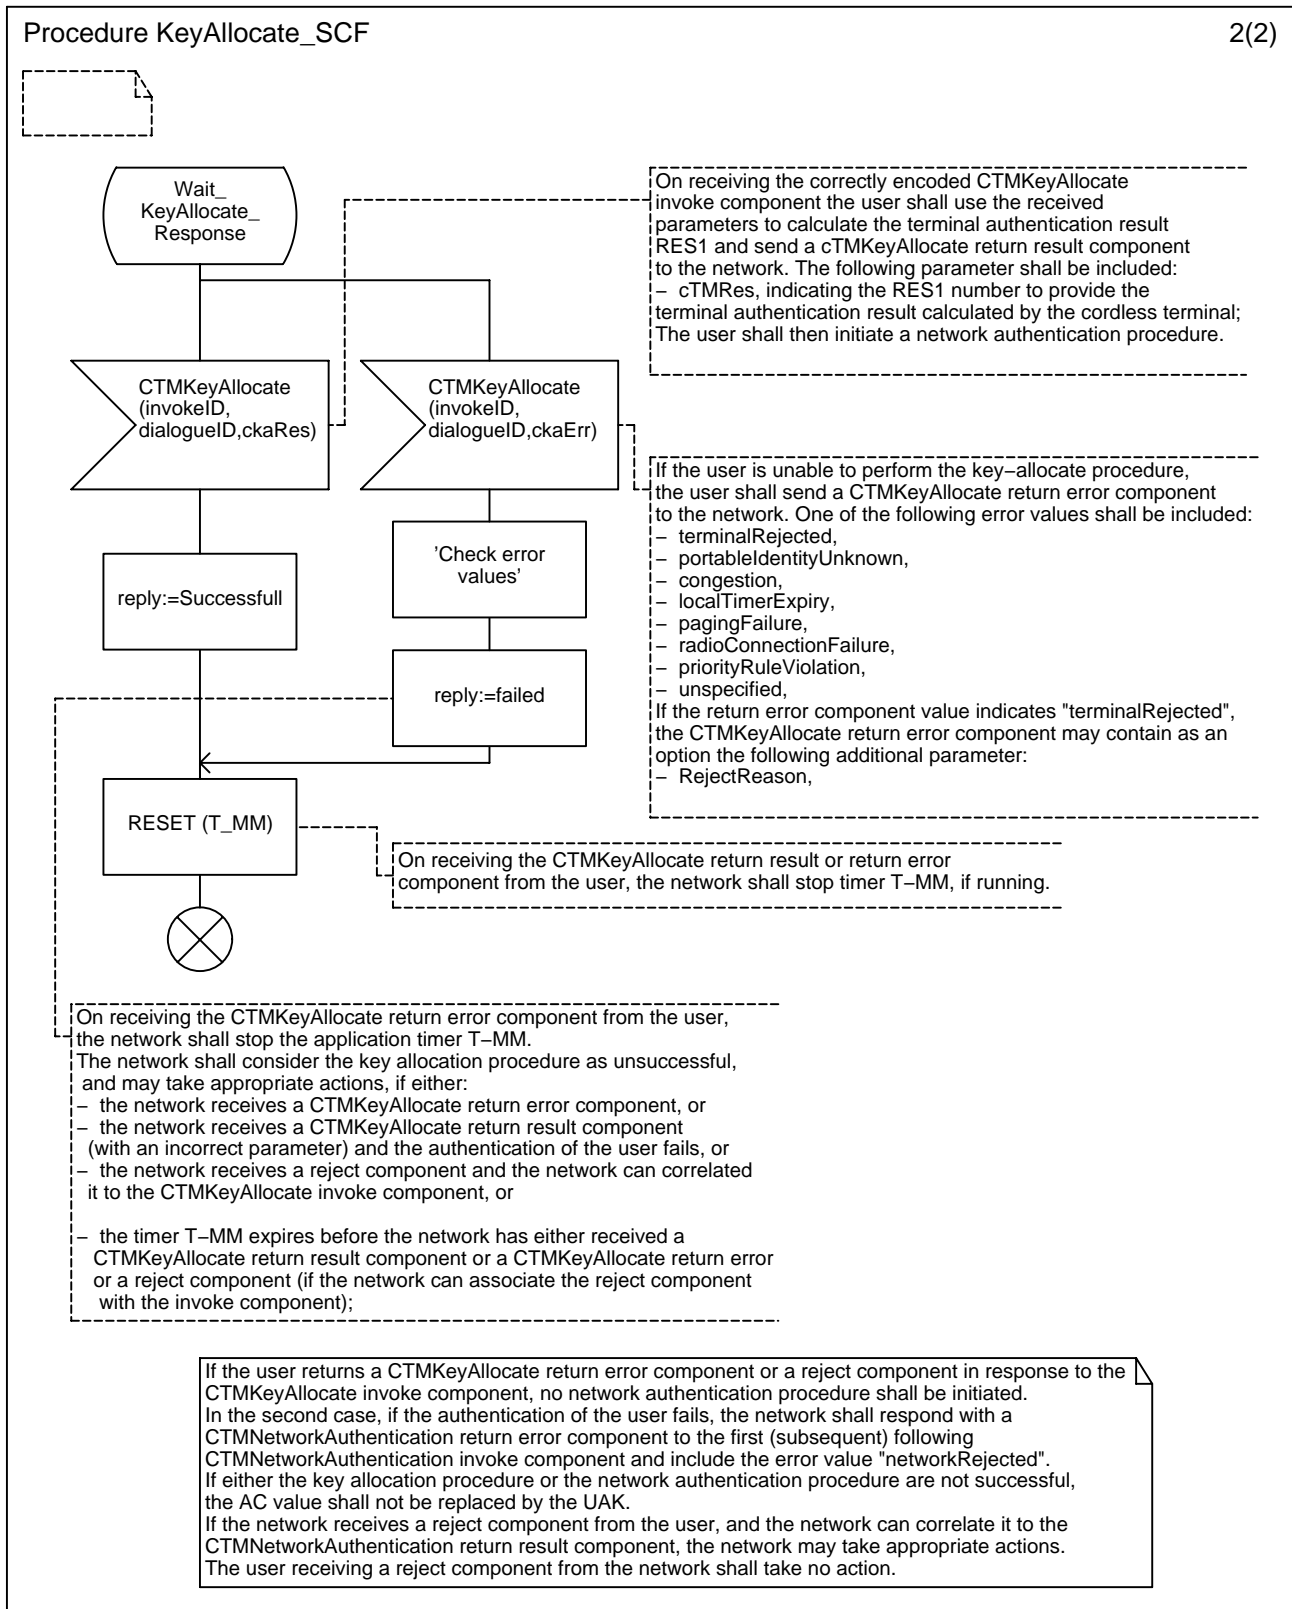 Procedure KeyAllocate_SCF
2(2)
Wait_
KeyAllocate_
Response
On receiving the correctly encoded CTMKeyAllocate
invoke component the user shall use the received
parameters to calculate the terminal authentication result
RES1 and send a cTMKeyAllocate return result component
to the network. The following parameter shall be included:
− cTMRes, indicating the RES1 number to provide the
terminal authentication result calculated by the cordless terminal;
The user shall then initiate a network authentication procedure.
CTMKeyAllocate
(invokeID,
dialogueID,ckaRes)
CTMKeyAllocate
(invokeID,
dialogueID,ckaErr)
If the user is unable to perform the key−allocate procedure,
the user shall send a CTMKeyAllocate return error component
to the network. One of the following error values shall be included:
− terminalRejected,
− portableIdentityUnknown,
− congestion,
− localTimerExpiry,
− pagingFailure,
− radioConnectionFailure,
− priorityRuleViolation,
− unspecified,
If the return error component value indicates "terminalRejected",
the CTMKeyAllocate return error component may contain as an
option the following additional parameter:
− RejectReason,
'Check error
values'
reply:=Successfull
reply:=failed
RESET (T_MM)
On receiving the CTMKeyAllocate return result or return error
component from the user, the network shall stop timer T−MM, if running.
On receiving the CTMKeyAllocate return error component from the user,
the network shall stop the application timer T−MM.
The network shall consider the key allocation procedure as unsuccessful,
and may take appropriate actions, if either:
− the network receives a CTMKeyAllocate return error component, or
− the network receives a CTMKeyAllocate return result component
(with an incorrect parameter) and the authentication of the user fails, or
− the network receives a reject component and the network can correlated
it to the CTMKeyAllocate invoke component, or
− the timer T−MM expires before the network has either received a
CTMKeyAllocate return result component or a CTMKeyAllocate return error
or a reject component (if the network can associate the reject component
with the invoke component);
If the user returns a CTMKeyAllocate return error component or a reject component in response to the
CTMKeyAllocate invoke component, no network authentication procedure shall be initiated.
In the second case, if the authentication of the user fails, the network shall respond with a
CTMNetworkAuthentication return error component to the first (subsequent) following
CTMNetworkAuthentication invoke component and include the error value "networkRejected".
If either the key allocation procedure or the network authentication procedure are not successful,
the AC value shall not be replaced by the UAK.
If the network receives a reject component from the user, and the network can correlate it to the
CTMNetworkAuthentication return result component, the network may take appropriate actions.
The user receiving a reject component from the network shall take no action.